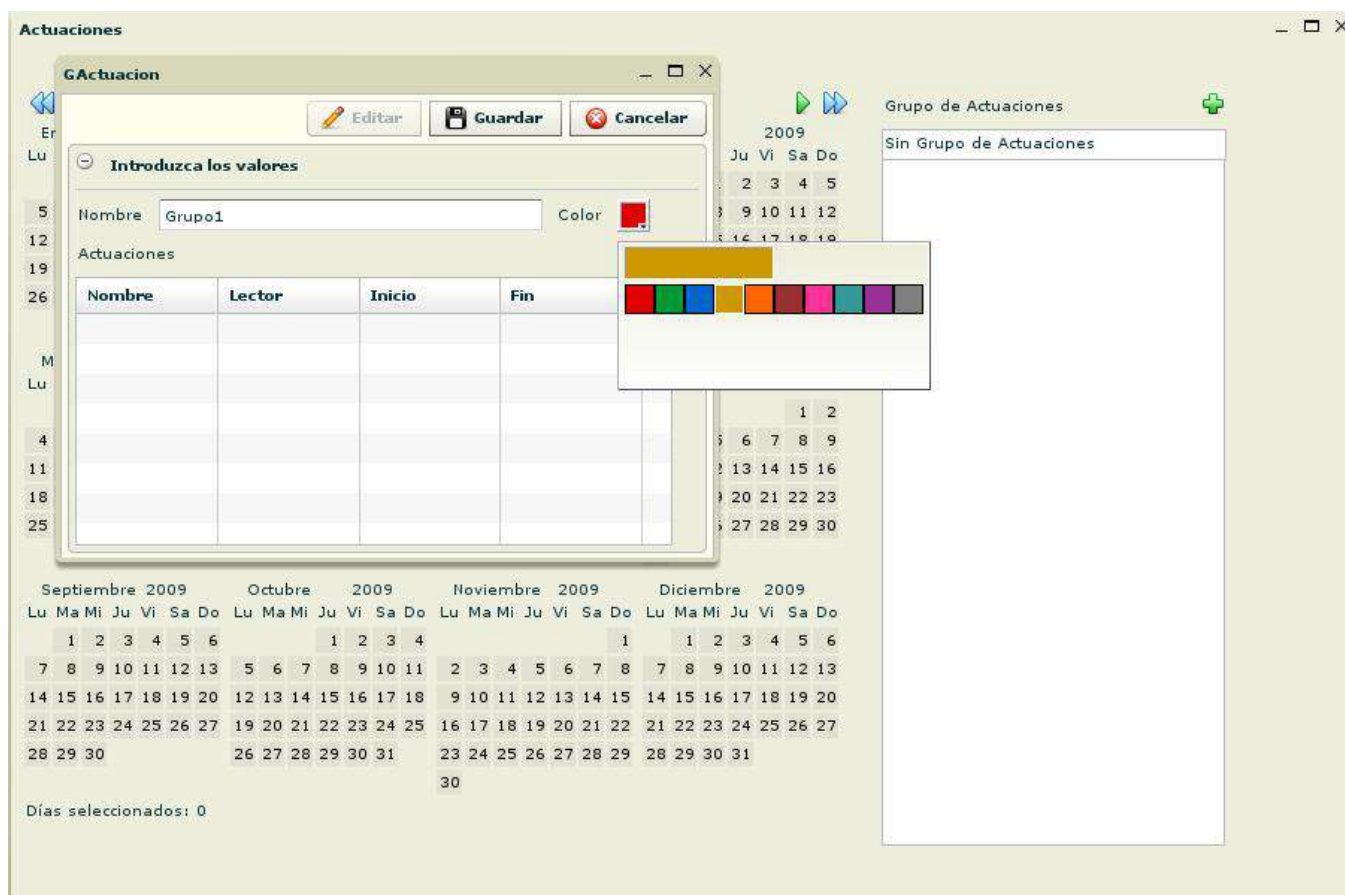 Actuaciones
GActuacion
Editar Guardar Cancelar
Introduzca los valores
Nombre Grupo1 Color
Actuaciones
Nombre Lector Inicio Fin
Grupo de Actuaciones
Sin Grupo de Actuaciones
2009
Lu Ju Vi Sa Do
2 3 4 5
5 9 10 11 12
12 16 17 18 19
19
26
Lu
1 2
4 6 7 8 9
11 13 14 15 16
18 20 21 22 23
25 27 28 29 30
Septiembre 2009 Octubre 2009 Noviembre 2009 Diciembre 2009
Lu Ma Mi Ju Vi Sa Do Lu Ma Mi Ju Vi Sa Do Lu Ma Mi Ju Vi Sa Do Lu Ma Mi Ju Vi Sa Do
1 2 3 4 5 6 1 2 3 4 1 1 2 3 4 5 6
7 8 9 10 11 12 13 5 6 7 8 9 10 11 2 3 4 5 6 7 8 7 8 9 10 11 12 13
14 15 16 17 18 19 20 12 13 14 15 16 17 18 9 10 11 12 13 14 15 14 15 16 17 18 19 20
21 22 23 24 25 26 27 19 20 21 22 23 24 25 16 17 18 19 20 21 22 21 22 23 24 25 26 27
28 29 30 26 27 28 29 30 31 23 24 25 26 27 28 29 28 29 30 31
30
Días seleccionados: 0